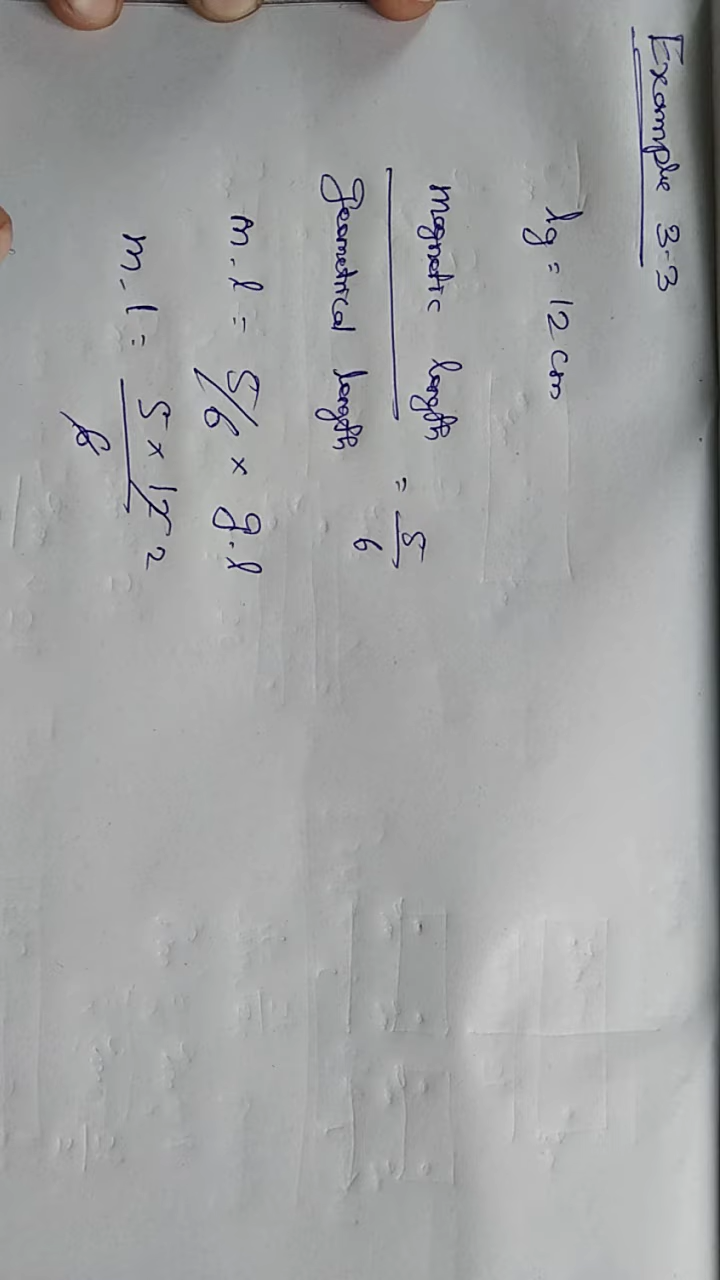 Example 3-3
lg = 12 cm
Magnetic length
geometrical length
= 5/6
m.l = 5/6 × g.l
m.l = 5 × 12 2
6